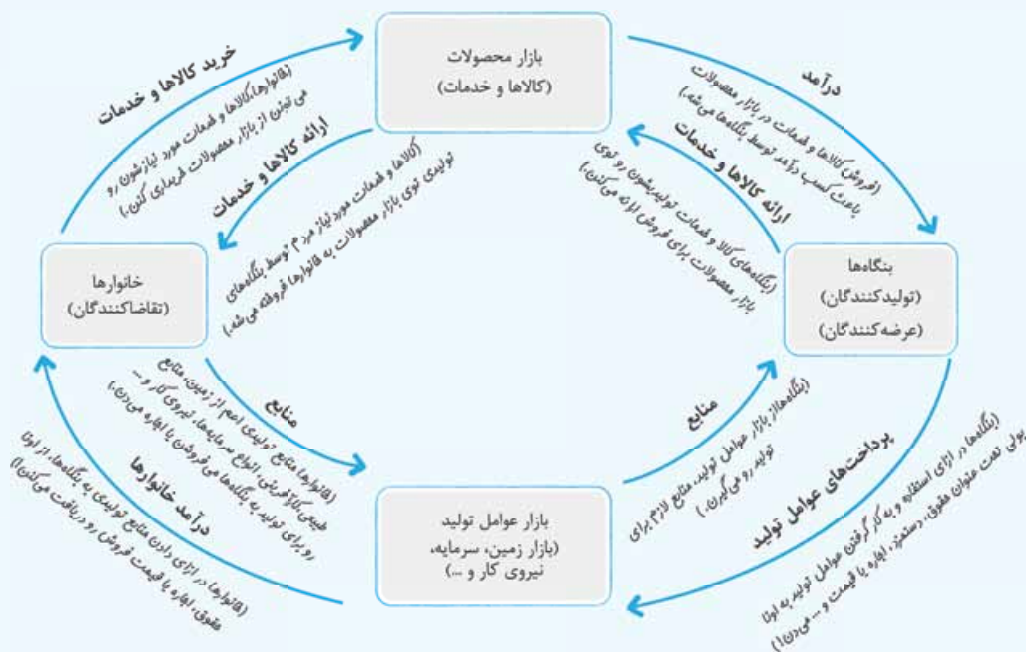 بازار محصولات
(کالاها و خدمات)
خرید کالاها و خدمات
(خانوارها، کالاها و خدمات مورد نیازشون رو
می تونن از بازار محصولات خریداری کنن.)
ارائه کالاها و خدمات
(کالاها و خدمات مورد نیاز مردم توسط بنگاه‌های
تولیدی توی بازار محصولات به خانوارها فروخته می‌شه.)
درآمد
(فروش کالاها و خدمات در بازار محصولات
باعث کسب درآمد توسط بنگاه‌ها می‌شه.)
ارائه کالاها و خدمات
(بنگاه‌های کالا و خدمات تولیدیشون رو توی
بازار محصولات برای فروش ارائه می‌کنن.)
بنگاه‌ها
(تولیدکنندگان)
(عرضه‌کنندگان)
خانوارها
(تقاضاکنندگان)
منابع
(خانوارها منابع تولیدی اعم از زمین، منابع
طبیعی، کارآفرینی، انواع سرمایه‌ها، نیروی کار و ...
رو برای تولید به بنگاه‌ها می‌فروشن یا اجاره می‌دن.)
درآمد خانوارها
(خانوارها در ازای دادن منابع تولیدی به بنگاه‌ها، از اونا
حقوق، اجاره یا قیمت فروش رو دریافت می‌کنن!)
منابع
(بنگاه‌ها از بازار عوامل تولید، منابع لازم برای
تولید رو می‌گیرن.)
پرداخت‌های عوامل تولید
(بنگاه‌ها در ازای استفاده و به کار گرفتن عوامل تولید به اونا
پولی تحت عنوان حقوق، دستمزد، اجاره یا قیمت و ... می‌دن!)
بازار عوامل تولید
(بازار زمین، سرمایه،
نیروی کار و ...)